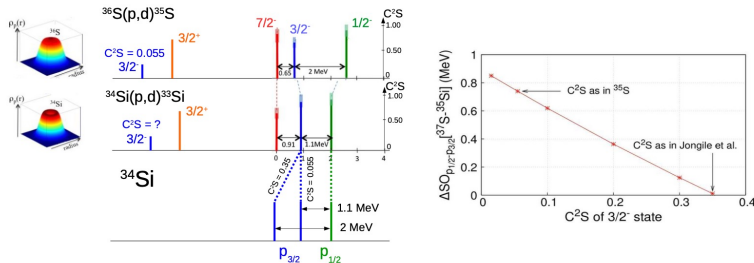 ³⁶S(p,d)³⁵S
ρₚ(r)
³⁶S
radius
7/2⁻
3/2⁻
1/2⁻
C²S
1.00
0.50
0.00
3/2⁺
C²S = 0.055
3/2⁻
0.65
2 MeV
³⁴Si(p,d)³³Si
ρₚ(r)
³⁴Si
radius
C²S
1.00
0.50
0.00
3/2⁺
C²S = ?
3/2⁻
0.91
1.1MeV
0 1 2 3 4
³⁴Si
C²S = 0.35
C²S = 0.055
1.1 MeV
2 MeV
p₃/₂
p₁/₂
ΔSOp₁/₂-p₃/₂[³⁷S-³⁵Si] (MeV)
1
0.8
0.6
0.4
0.2
0
0 0.1 0.2 0.3 0.4
C²S as in ³⁵S
C²S as in Jongile et al.
C²S of 3/2⁻ state